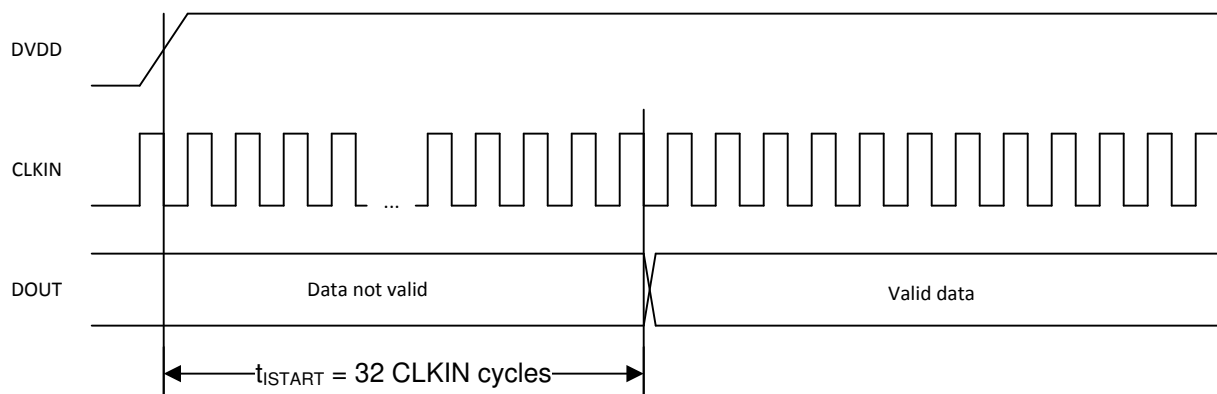 DVDD
CLKIN
...
DOUT
Data not valid
Valid data
tISTART = 32 CLKIN cycles